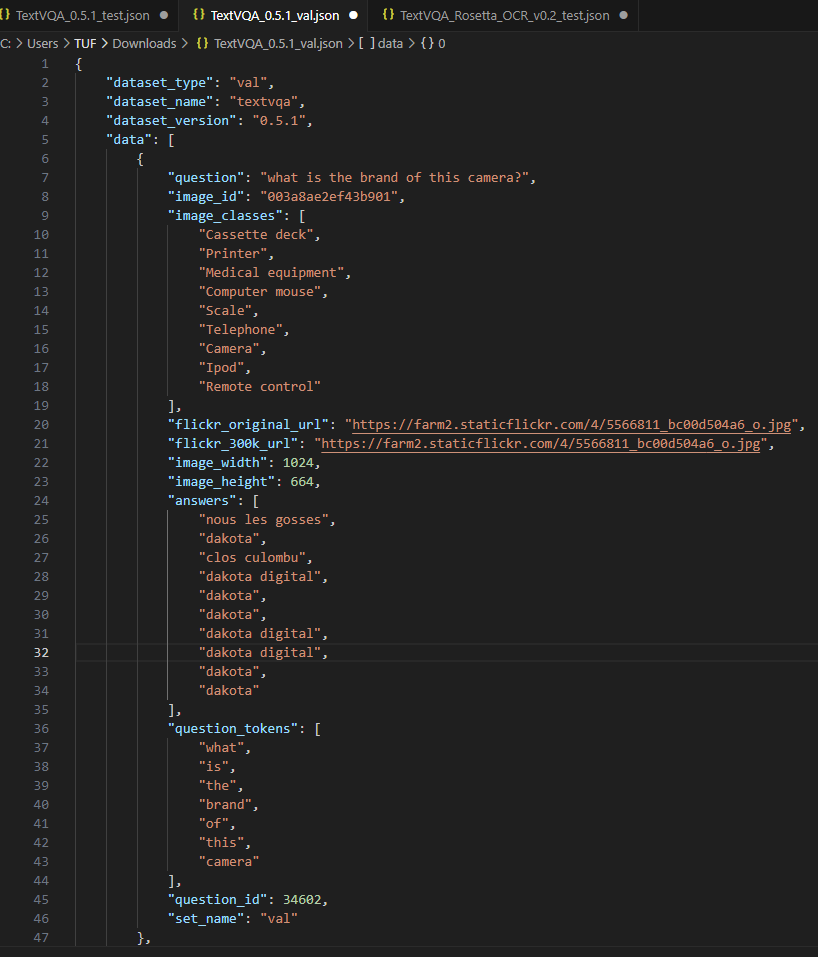 TextVQA_0.5.1_test.json
{} TextVQA_0.5.1_val.json
{} TextVQA_Rosetta_OCR_v0.2_test.json
C: > Users > TUF > Downloads > {} TextVQA_0.5.1_val.json > [ ] data > {} 0
1 {
2 "dataset_type": "val",
3 "dataset_name": "textvqa",
4 "dataset_version": "0.5.1",
5 "data": [
6 {
7 "question": "what is the brand of this camera?",
8 "image_id": "003a8ae2ef43b901",
9 "image_classes": [
10 "Cassette deck",
11 "Printer",
12 "Medical equipment",
13 "Computer mouse",
14 "Scale",
15 "Telephone",
16 "Camera",
17 "Ipod",
18 "Remote control"
19 ],
20 "flickr_original_url": "https://farm2.staticflickr.com/4/5566811_bc00d504a6_o.jpg",
21 "flickr_300k_url": "https://farm2.staticflickr.com/4/5566811_bc00d504a6_o.jpg",
22 "image_width": 1024,
23 "image_height": 664,
24 "answers": [
25 "nous les gosses",
26 "dakota",
27 "clos culombu",
28 "dakota digital",
29 "dakota",
30 "dakota",
31 "dakota digital",
32 "dakota digital",
33 "dakota",
34 "dakota"
35 ],
36 "question_tokens": [
37 "what",
38 "is",
39 "the",
40 "brand",
41 "of",
42 "this",
43 "camera"
44 ],
45 "question_id": 34602,
46 "set_name": "val"
47 },